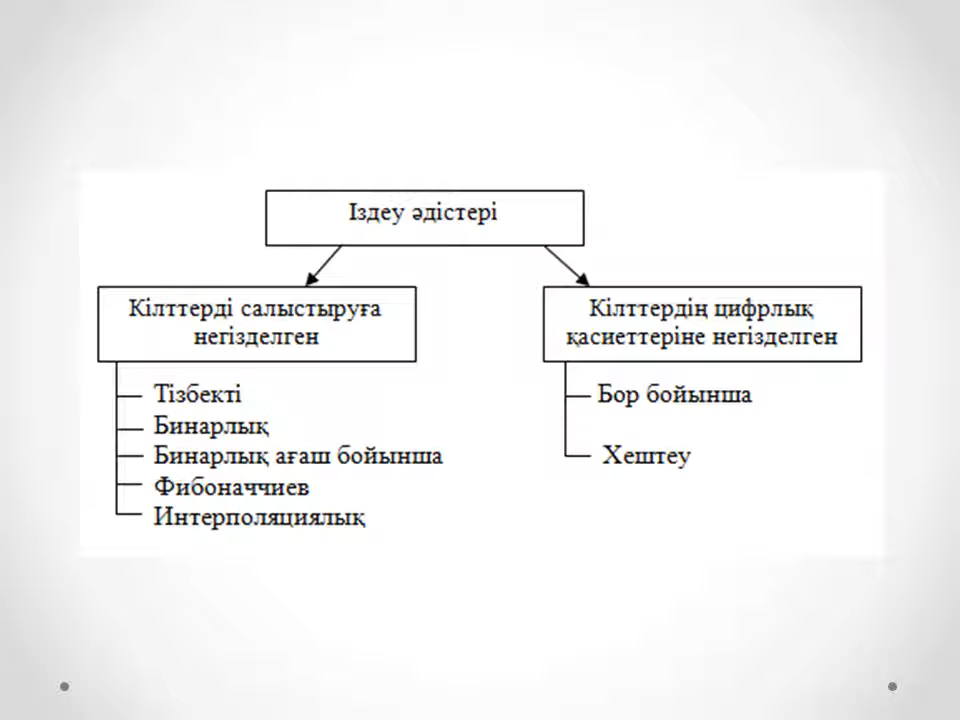 Іздеу әдістері
Кілттерді салыстыруға
негізделген
Тізбекті
Бинарлық
Бинарлық ағаш бойынша
Фибоначчиев
Интерполяциялық
Кілттердің цифрлық
қасиеттеріне негізделген
Бор бойынша
Хештеу